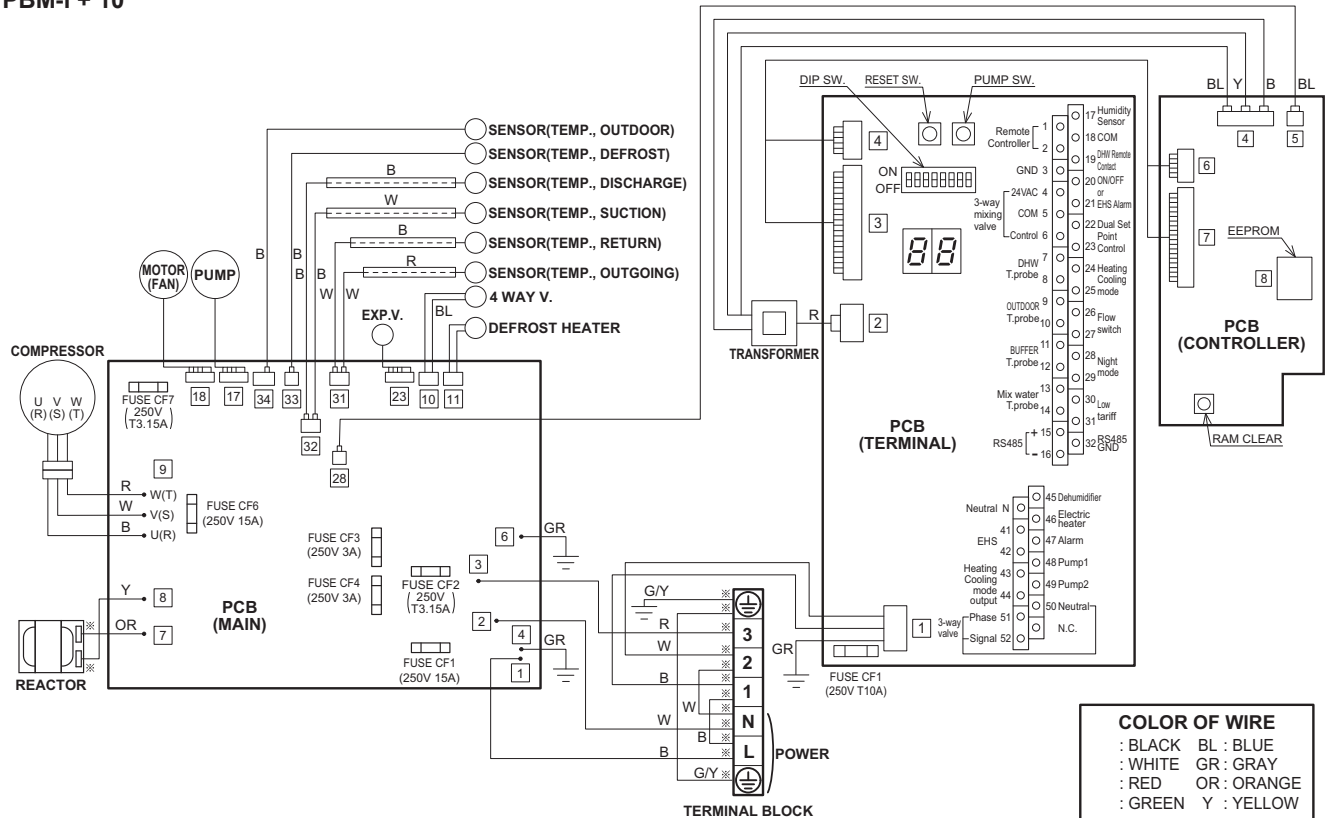 PBM-i + 10
SENSOR(TEMP., OUTDOOR)
SENSOR(TEMP., DEFROST)
B
SENSOR(TEMP., DISCHARGE)
W
SENSOR(TEMP., SUCTION)
B
SENSOR(TEMP., RETURN)
R
SENSOR(TEMP., OUTGOING)
4 WAY V.
BL
DEFROST HEATER
B
B
B
B
W
W
MOTOR
(FAN)
PUMP
EXP.V.
COMPRESSOR
U V W
(R) (S) (T)
FUSE CF7
( 250V )
T3.15A
18
17
34
33
31
23
10
11
32
28
9
R
W(T)
W
V(S)
B
U(R)
FUSE CF6
(250V 15A)
FUSE CF3
(250V 3A)
FUSE CF4
(250V 3A)
FUSE CF2
( 250V )
T3.15A
FUSE CF1
(250V 15A)
6
GR
3
2
4
GR
1
Y
8
OR
7
※
※
REACTOR
PCB
(MAIN)
G/Y
R
W
B
W
W
B
B
G/Y
※
※
※
※
※
※
※
※
※
※
※
3
2
1
N
L
POWER
TERMINAL BLOCK
TRANSFORMER
R
DIP SW.
RESET SW.
PUMP SW.
4
ON
OFF
3
88
2
PCB
(TERMINAL)
Remote
Controller
1
2
GND 3
24VAC 4
3-way
mixing
valve
COM 5
Control 6
DHW
T.probe
7
8
OUTDOOR
T.probe
9
10
BUFFER
T.probe
11
12
Mix water
T.probe
13
14
RS485
+ 15
- 16
17 Humidity
Sensor
18 COM
19 DHW Remote
Contact
20 ON/OFF
or
21 EHS Alarm
22 Dual Set
Point
23 Control
24 Heating
Cooling
25 mode
26 Flow
switch
27
28 Night
mode
29
30 Low
tariff
31
32 RS485
GND
Neutral N
EHS
41
42
Heating
Cooling
mode
output
43
44
3-way
valve
Phase 51
Signal 52
45 Dehumidifier
46 Electric
heater
47 Alarm
48 Pump1
49 Pump2
50 Neutral
N.C.
1
GR
FUSE CF1
(250V T10A)
BL Y B BL
4
5
6
7
EEPROM
8
PCB
(CONTROLLER)
RAM CLEAR
COLOR OF WIRE
: BLACK BL : BLUE
: WHITE GR : GRAY
: RED OR : ORANGE
: GREEN Y : YELLOW